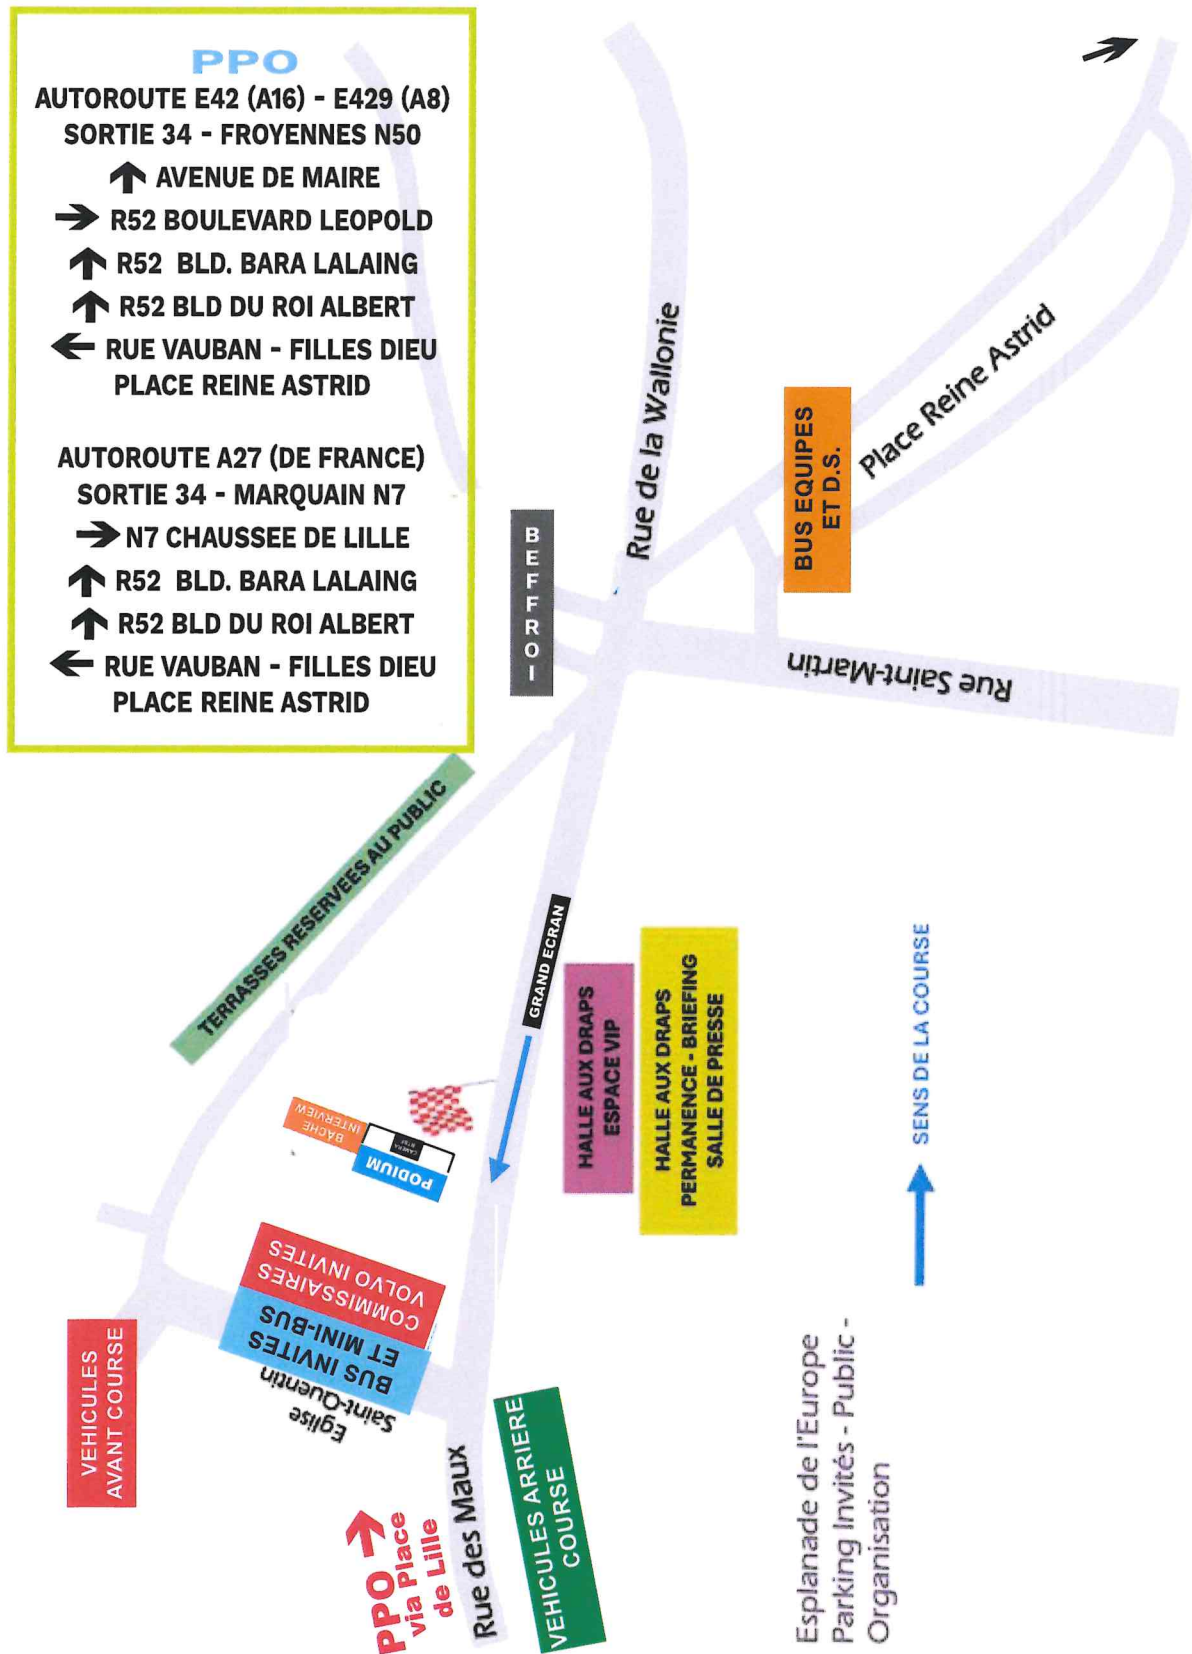 PPO
AUTOROUTE E42 (A16) - E429 (A8)
SORTIE 34 - FROYENNES N50
↑ AVENUE DE MAIRE
→ R52 BOULEVARD LEOPOLD
↑ R52 BLD. BARA LALAING
↑ R52 BLD DU ROI ALBERT
← RUE VAUBAN - FILLES DIEU
PLACE REINE ASTRID
AUTOROUTE A27 (DE FRANCE)
SORTIE 34 - MARQUAIN N7
→ N7 CHAUSSEE DE LILLE
↑ R52 BLD. BARA LALAING
↑ R52 BLD DU ROI ALBERT
← RUE VAUBAN - FILLES DIEU
PLACE REINE ASTRID
BEFFROI
Rue de la Wallonie
Place Reine Astrid
BUS EQUIPES
ET D.S.
Rue Saint-Martin
TERRASSES RESERVEES AU PUBLIC
GRAND ECRAN
HALLE AUX DRAPS
ESPACE VIP
HALLE AUX DRAPS
PERMANENCE - BRIEFING
SALLE DE PRESSE
SENS DE LA COURSE
BÂCHE
INTERVIEW
CAMERA
RTBF
PODIUM
COMMISSAIRES
VOLVO INVITES
BUS INVITES
ET MINI-BUS
Eglise
Saint-Quentin
VEHICULES
AVANT COURSE
PPO →
via Place
de Lille
Rue des Maux
VEHICULES ARRIERE
COURSE
Esplanade de l'Europe
Parking Invités - Public -
Organisation